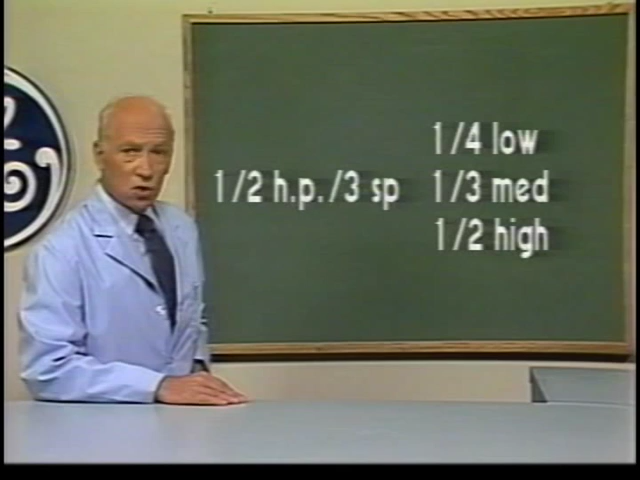 1/4 low
1/2 h.p./3 sp 1/3 med
1/2 high